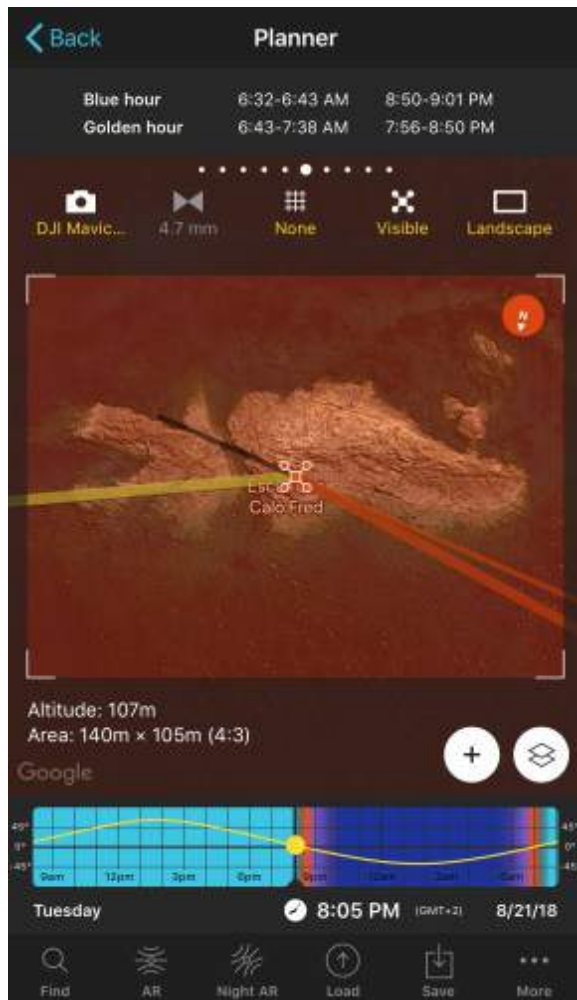 Back
Planner
Blue hour 6:32-6:43 AM 8:50-9:01 PM
Golden hour 6:43-7:38 AM 7:56-8:50 PM
DJI Mavic... 4.7 mm None Visible Landscape
N
Calo Fred
Altitude: 107m
Area: 140m × 105m (4:3)
Google
45° 45°
0° 0°
-45° -45°
9am 12pm 3pm 6pm 9pm
Tuesday 8:05 PM (GMT+2) 8/21/18
Find AR Night AR Load Save More